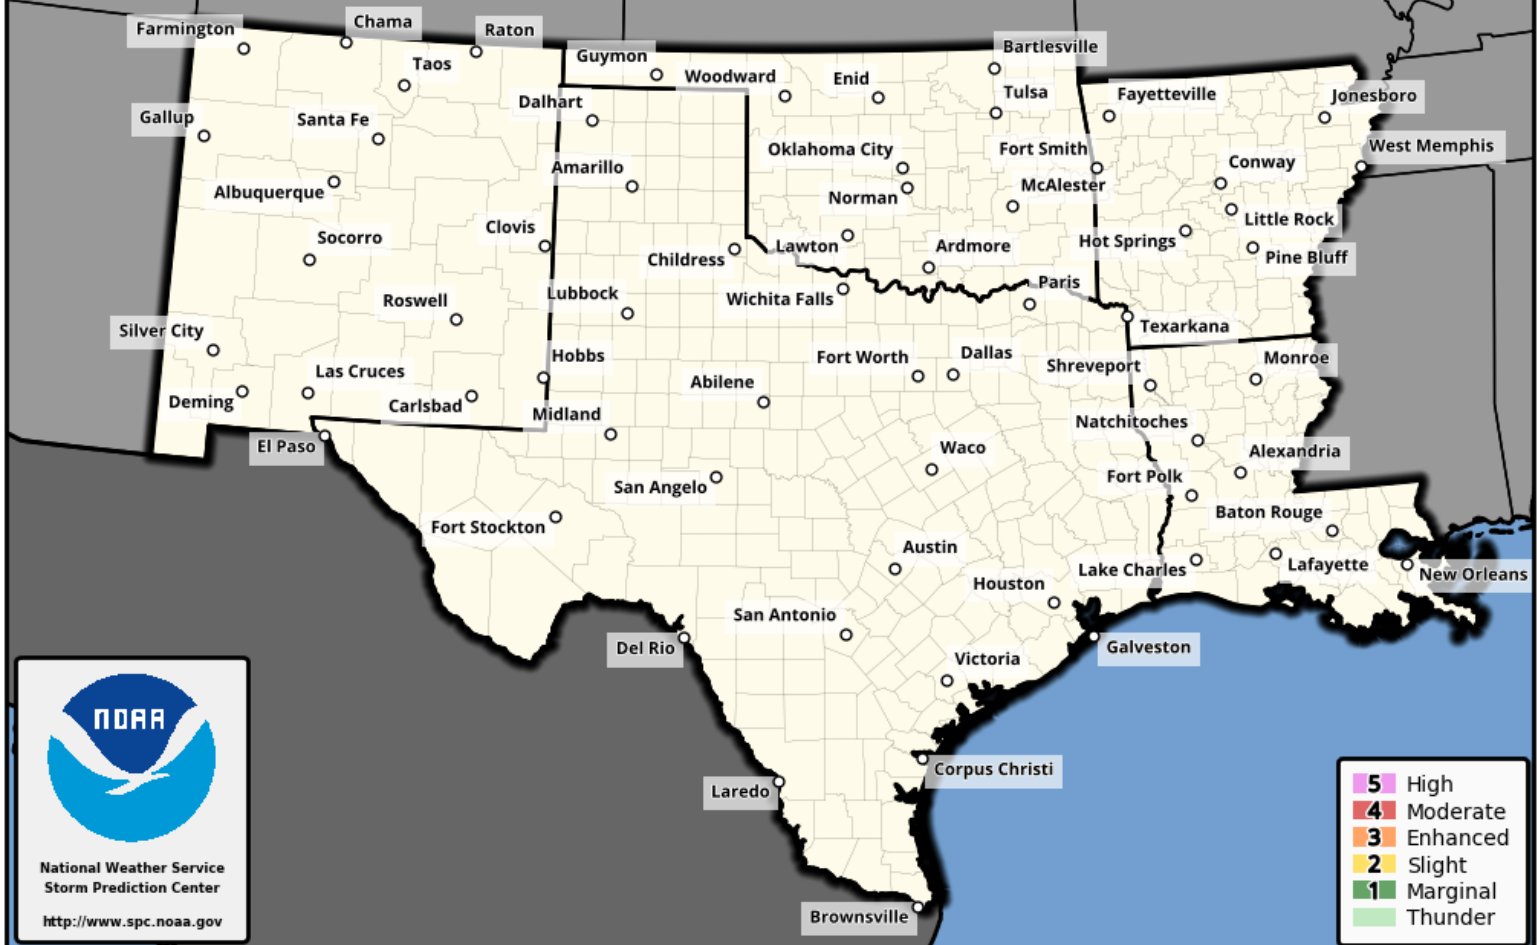 Farmington
Chama
Raton
Taos
Guymon
Woodward
Enid
Bartlesville
Tulsa
Fayetteville
Jonesboro
Gallup
Santa Fe
Dalhart
Oklahoma City
Fort Smith
West Memphis
Albuquerque
Amarillo
Norman
McAlester
Conway
Little Rock
Socorro
Clovis
Childress
Lawton
Ardmore
Hot Springs
Pine Bluff
Roswell
Lubbock
Wichita Falls
Paris
Texarkana
Silver City
Hobbs
Fort Worth
Dallas
Shreveport
Monroe
Las Cruces
Deming
Carlsbad
Midland
Abilene
Natchitoches
El Paso
San Angelo
Waco
Fort Polk
Alexandria
Fort Stockton
Baton Rouge
Austin
Houston
Lake Charles
Lafayette
New Orleans
San Antonio
Del Rio
Victoria
Galveston
Laredo
Corpus Christi
Brownsville
NOAA
National Weather Service
Storm Prediction Center
http://www.spc.noaa.gov
5 High
4 Moderate
3 Enhanced
2 Slight
1 Marginal
Thunder